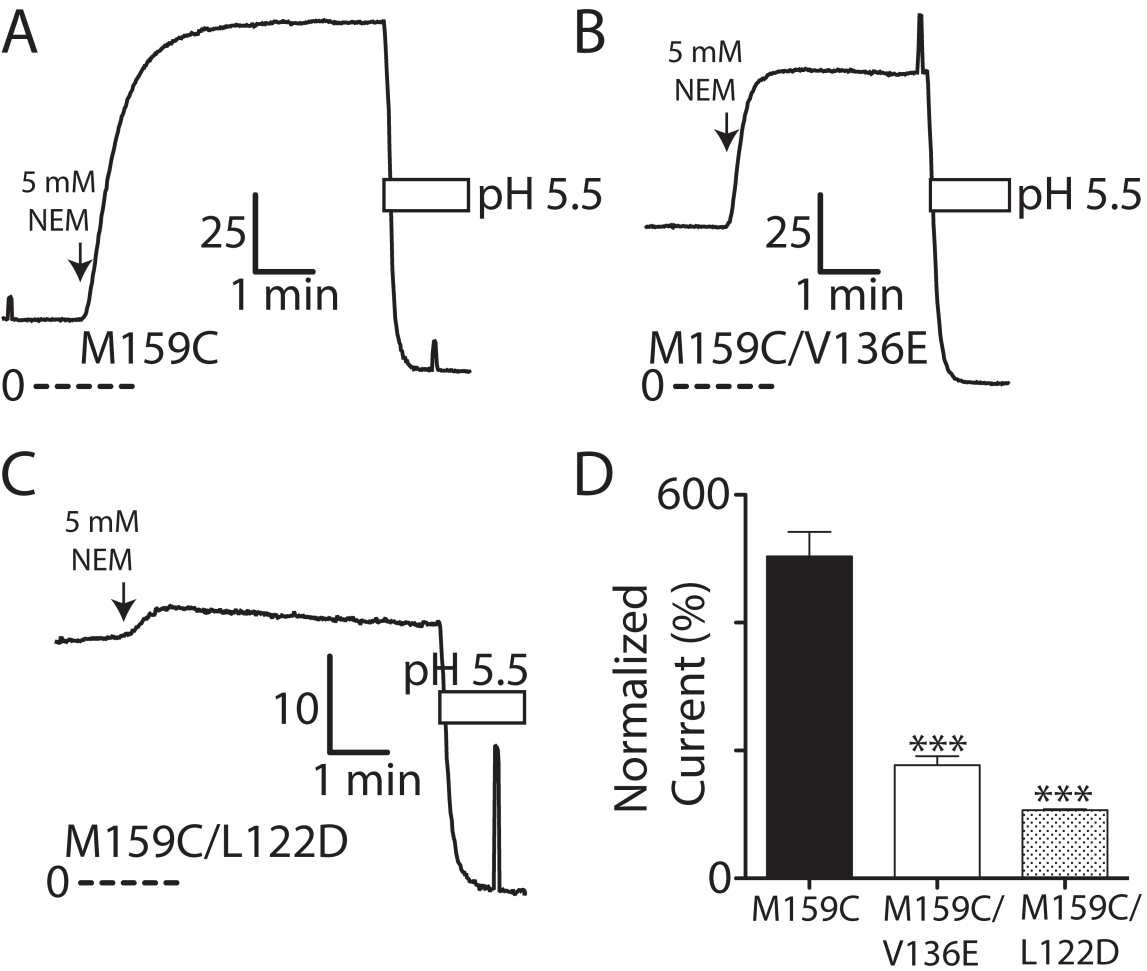 A
5 mM
NEM
25
1 min
pH 5.5
M159C
0
B
5 mM
NEM
25
1 min
pH 5.5
M159C/V136E
0
C
5 mM
NEM
pH 5.5
10
1 min
M159C/L122D
0
D
600
Normalized
Current (%)
***
***
0
M159C
M159C/
V136E
M159C/
L122D